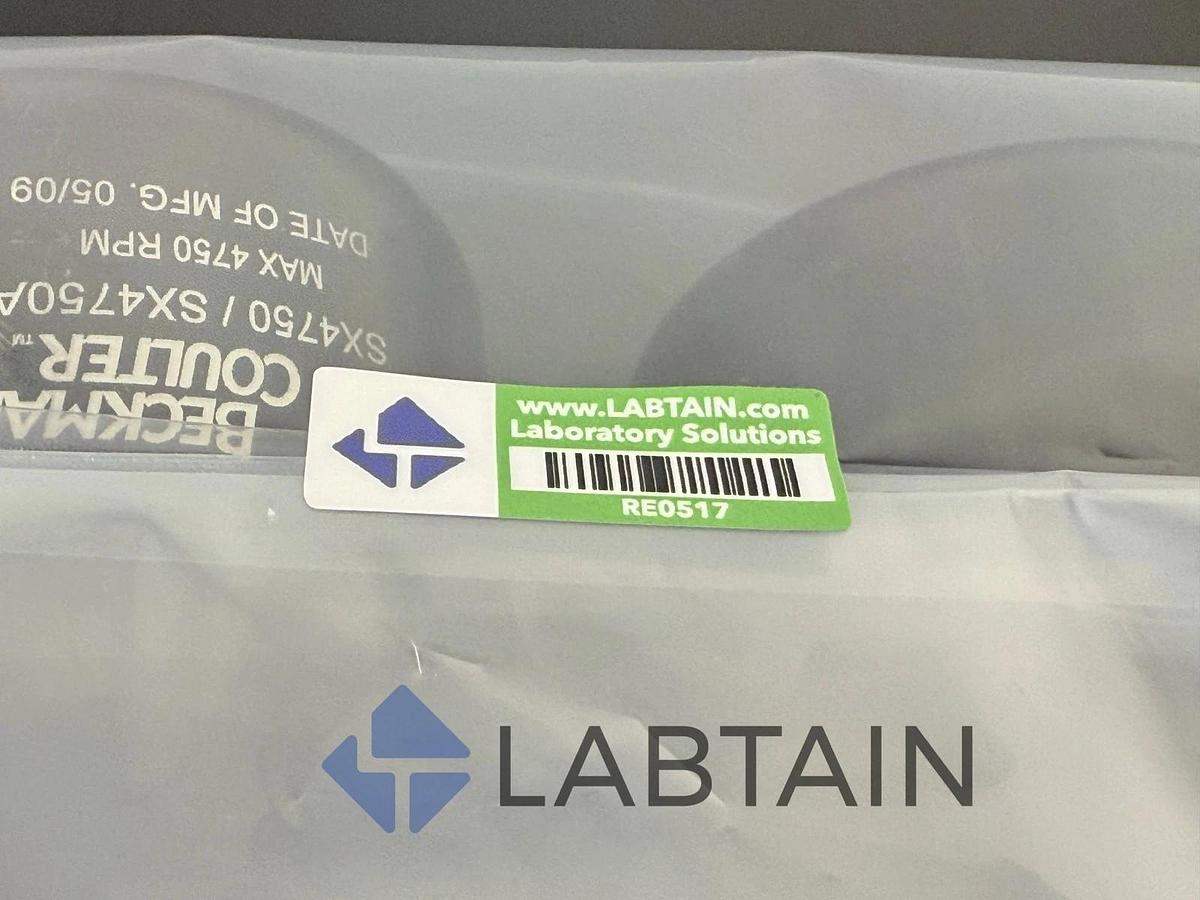 BECKMA
COULTER™
SX4750 / SX4750A
MAX 4750 RPM
DATE OF MFG. 05/09
www.LABTAIN.com
Laboratory Solutions
RE0517
LABTAIN